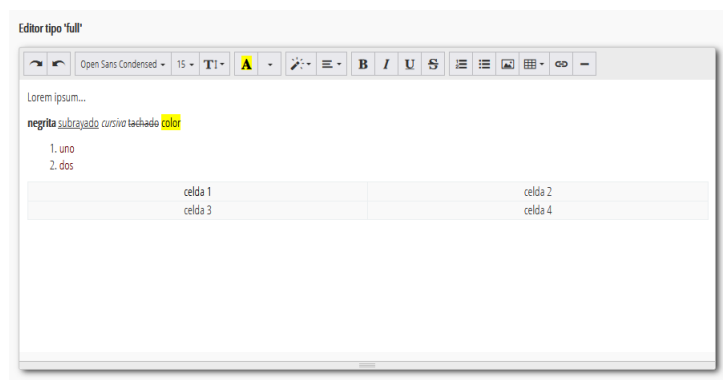 Editor tipo 'full'
Open Sans Condensed 15 T A B I U S
Lorem ipsum...
negrita subrayado cursiva tachado color
1. uno
2. dos
celda 1 celda 2
celda 3 celda 4